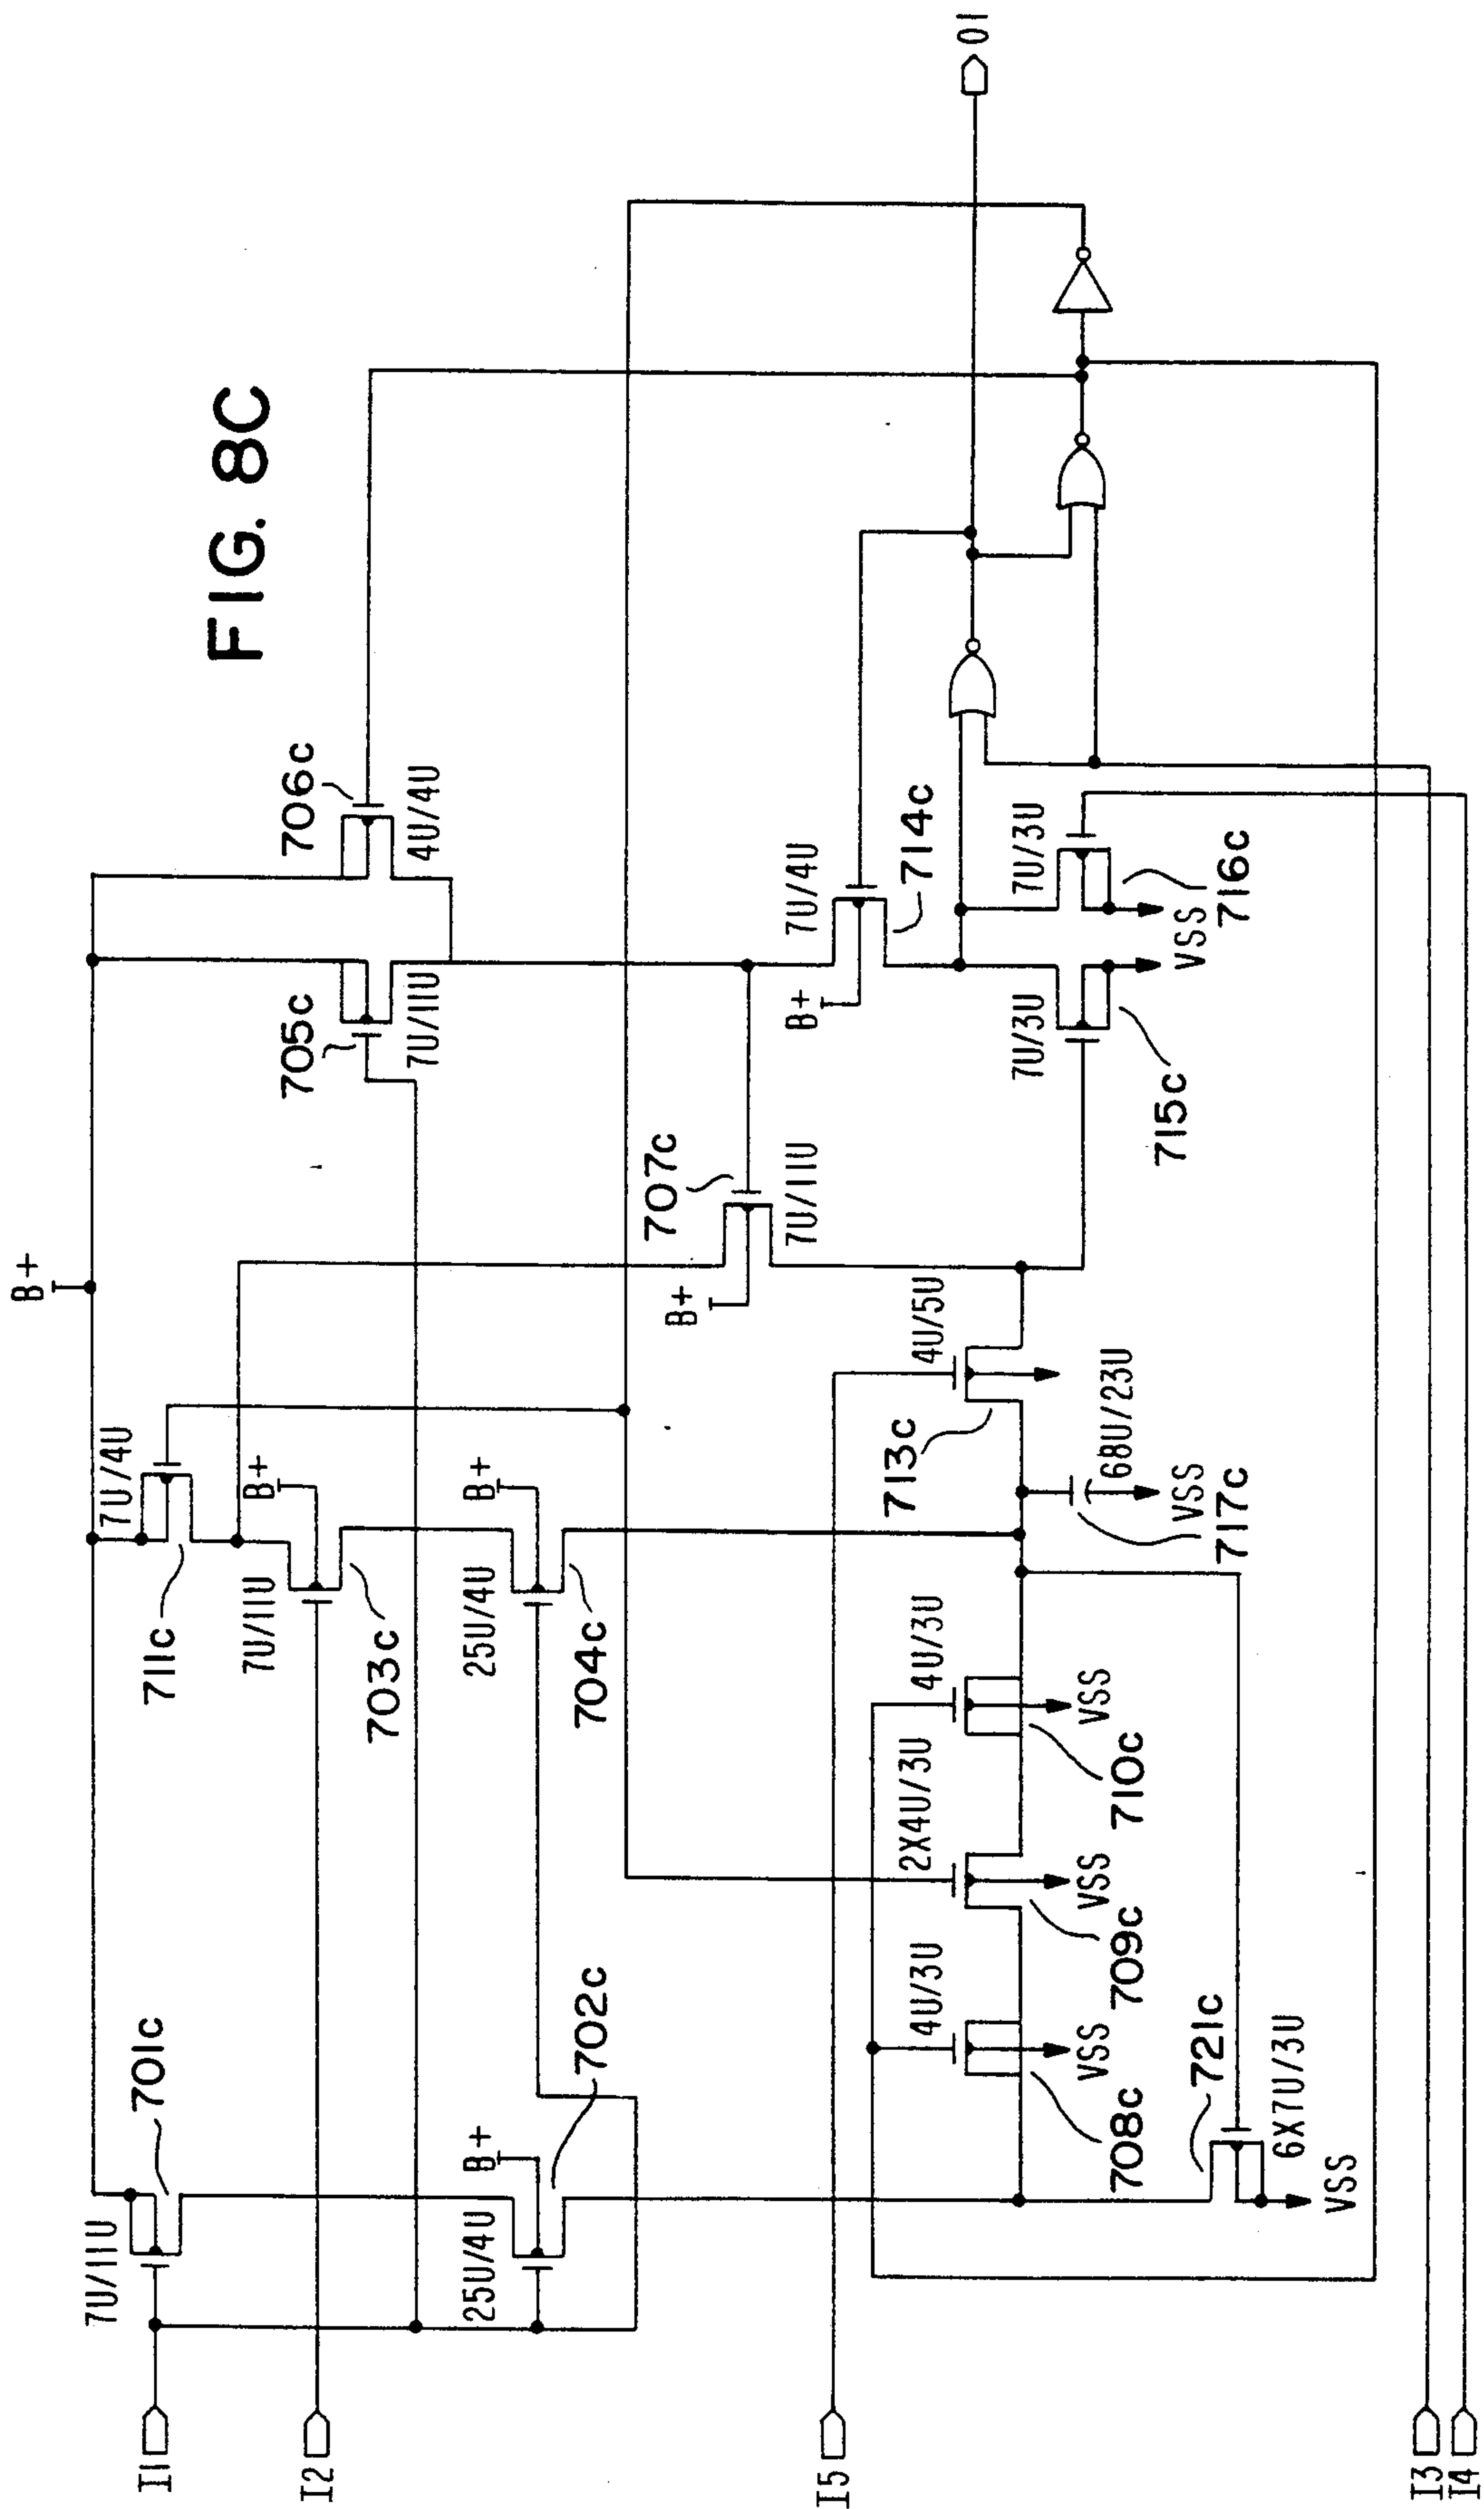 FIG. 8C
B+
7U/11U
701c
7U/4U
711c
I1
B+
7U/11U
703c
I2
705c
7U/11U
706c
4U/4U
B+
25U/4U
702c
B+
25U/4U
704c
707c
7U/11U
B+
7U/4U
714c
B+
I5
4U/3U
708c
VSS
2X4U/3U
709c
VSS
4U/3U
710c
VSS
4U/5U
713c
68U/23U
VSS
717c
7U/3U
715c
7U/3U
716c
VSS
01
721c
6X7U/3U
VSS
I3
I4